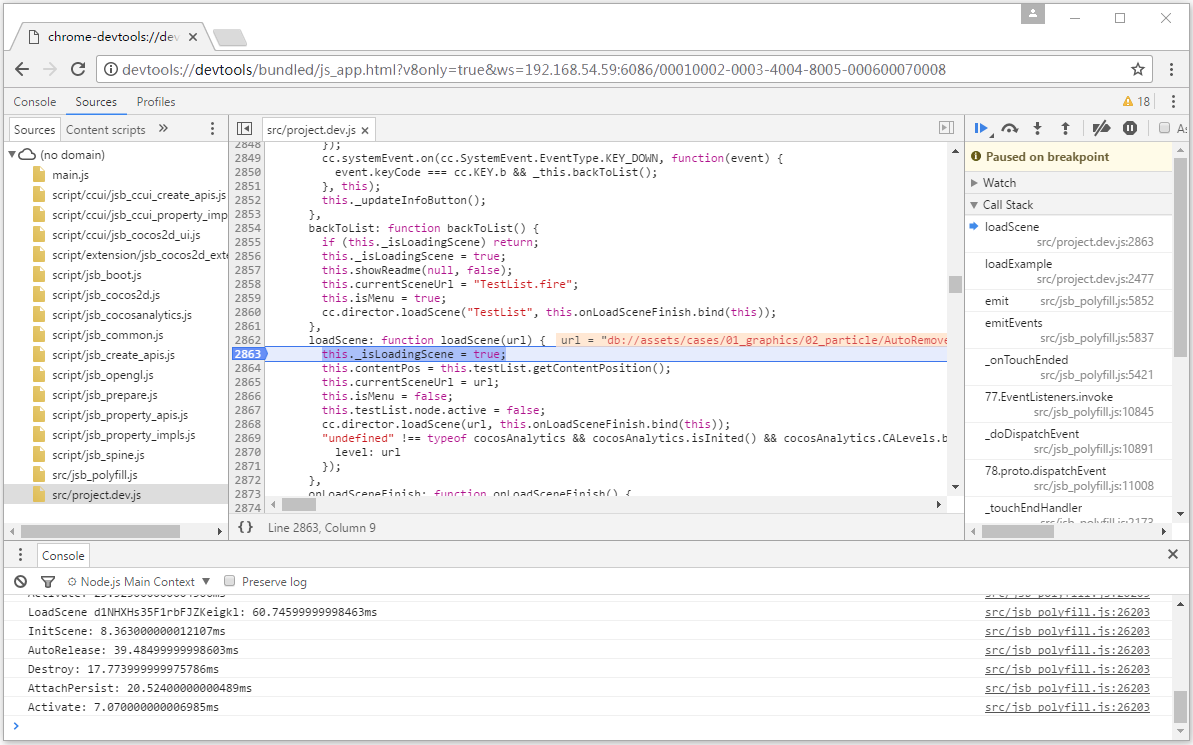 chrome-devtools://dev
devtools://devtools/bundled/js_app.html?v8only=true&ws=192.168.54.59:6086/00010002-0003-4004-8005-000600070008
Console Sources Profiles 18
Sources Content scripts »
(no domain)
main.js
script/ccui/jsb_ccui_create_apis.js
script/ccui/jsb_ccui_property_imp
script/ccui/jsb_cocos2d_ui.js
script/extension/jsb_cocos2d_exte
script/jsb_boot.js
script/jsb_cocos2d.js
script/jsb_cocosanalytics.js
script/jsb_common.js
script/jsb_create_apis.js
script/jsb_opengl.js
script/jsb_prepare.js
script/jsb_property_apis.js
script/jsb_property_impls.js
script/jsb_spine.js
src/jsb_polyfill.js
src/project.dev.js
src/project.dev.js ×
2848 });
2849 cc.systemEvent.on(cc.SystemEvent.EventType.KEY_DOWN, function(event) {
2850 event.keyCode === cc.KEY.b && _this.backToList();
2851 }, this);
2852 this._updateInfoButton();
2853 },
2854 backToList: function backToList() {
2855 if (this._isLoadingScene) return;
2856 this._isLoadingScene = true;
2857 this.showReadme(null, false);
2858 this.currentSceneUrl = "TestList.fire";
2859 this.isMenu = true;
2860 cc.director.loadScene("TestList", this.onLoadSceneFinish.bind(this));
2861 },
2862 loadScene: function loadScene(url) { url = "db://assets/cases/01_graphics/02_particle/AutoRemove
2863 this._isLoadingScene = true;
2864 this.contentPos = this.testList.getContentPosition();
2865 this.currentSceneUrl = url;
2866 this.isMenu = false;
2867 this.testList.node.active = false;
2868 cc.director.loadScene(url, this.onLoadSceneFinish.bind(this));
2869 "undefined" !== typeof cocosAnalytics && cocosAnalytics.isInited() && cocosAnalytics.CALevels.b
2870 level: url
2871 });
2872 },
2873 onLoadSceneFinish: function onLoadSceneFinish() {
2874
{} Line 2863, Column 9
As
Paused on breakpoint
Watch
Call Stack
loadScene
src/project.dev.js:2863
loadExample
src/project.dev.js:2477
emit src/jsb_polyfill.js:5852
emitEvents
src/jsb_polyfill.js:5837
_onTouchEnded
src/jsb_polyfill.js:5421
77.EventListeners.invoke
src/jsb_polyfill.js:10845
_doDispatchEvent
src/jsb_polyfill.js:10891
78.proto.dispatchEvent
src/jsb_polyfill.js:11008
_touchEndHandler
src/jsb_polyfill.js:2173
Console
Node.js Main Context Preserve log
src/jsb_polyfill.js:26203
LoadScene d1NHXHs35F1rbFJZKeigkl: 60.74599999998463ms src/jsb_polyfill.js:26203
InitScene: 8.363000000012107ms src/jsb_polyfill.js:26203
AutoRelease: 39.48499999998603ms src/jsb_polyfill.js:26203
Destroy: 17.773999999975786ms src/jsb_polyfill.js:26203
AttachPersist: 20.52400000000489ms src/jsb_polyfill.js:26203
Activate: 7.070000000006985ms src/jsb_polyfill.js:26203